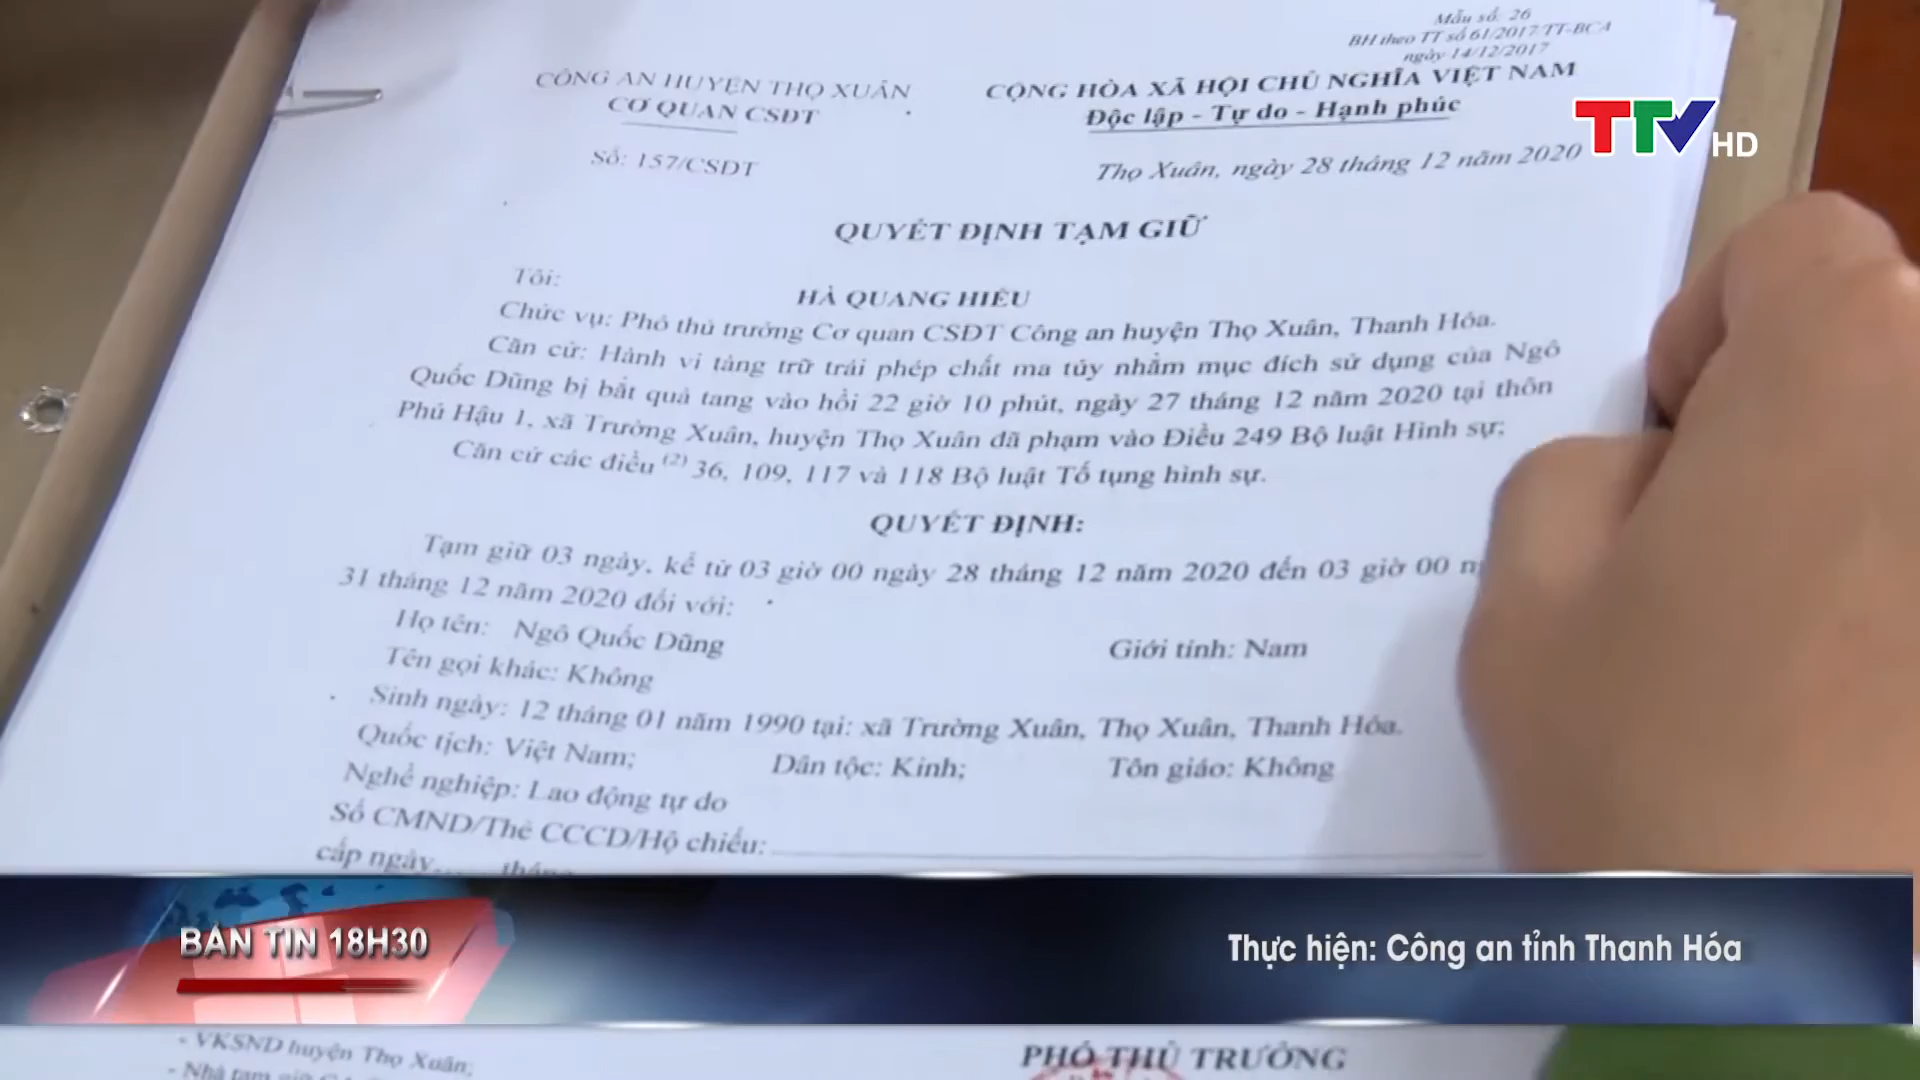 Mẫu số: 26
BH theo TT số 61/2017/TT-BCA
ngày 14/12/2017
CÔNG AN HUYỆN THỌ XUÂN
CỘNG HÒA XÃ HỘI CHỦ NGHĨA VIỆT NAM
CƠ QUAN CSĐT
Độc lập - Tự do - Hạnh phúc
TTV HD
Số: 157/CSĐT
Thọ Xuân, ngày 28 tháng 12 năm 2020
QUYẾT ĐỊNH TẠM GIỮ
Tôi:
HÀ QUANG HIẾU
Chức vụ: Phó thủ trưởng Cơ quan CSĐT Công an huyện Thọ Xuân, Thanh Hóa.
Căn cứ: Hành vi tàng trữ trái phép chất ma túy nhằm mục đích sử dụng của Ngô
Quốc Dũng bị bắt quả tang vào hồi 22 giờ 10 phút, ngày 27 tháng 12 năm 2020 tại thôn
Phú Hậu 1, xã Trường Xuân, huyện Thọ Xuân đã phạm vào Điều 249 Bộ luật Hình sự;
Căn cứ các điều (2) 36, 109, 117 và 118 Bộ luật Tố tụng hình sự.
QUYẾT ĐỊNH:
Tạm giữ 03 ngày, kể từ 03 giờ 00 ngày 28 tháng 12 năm 2020 đến 03 giờ 00
31 tháng 12 năm 2020 đối với:
Họ tên: Ngô Quốc Dũng
Giới tính: Nam
Tên gọi khác: Không
Sinh ngày: 12 tháng 01 năm 1990 tại: xã Trường Xuân, Thọ Xuân, Thanh Hóa.
Quốc tịch: Việt Nam;
Dân tộc: Kinh;
Tôn giáo: Không
Nghề nghiệp: Lao động tự do
Số CMND/Thẻ CCCD/Hộ chiếu:
cấp ngày...... tháng
BẢN TIN 18H30
Thực hiện: Công an tỉnh Thanh Hóa
- VKSND huyện Thọ Xuân;
- Nhà tạm giữ
PHÓ THỦ TRƯỞNG